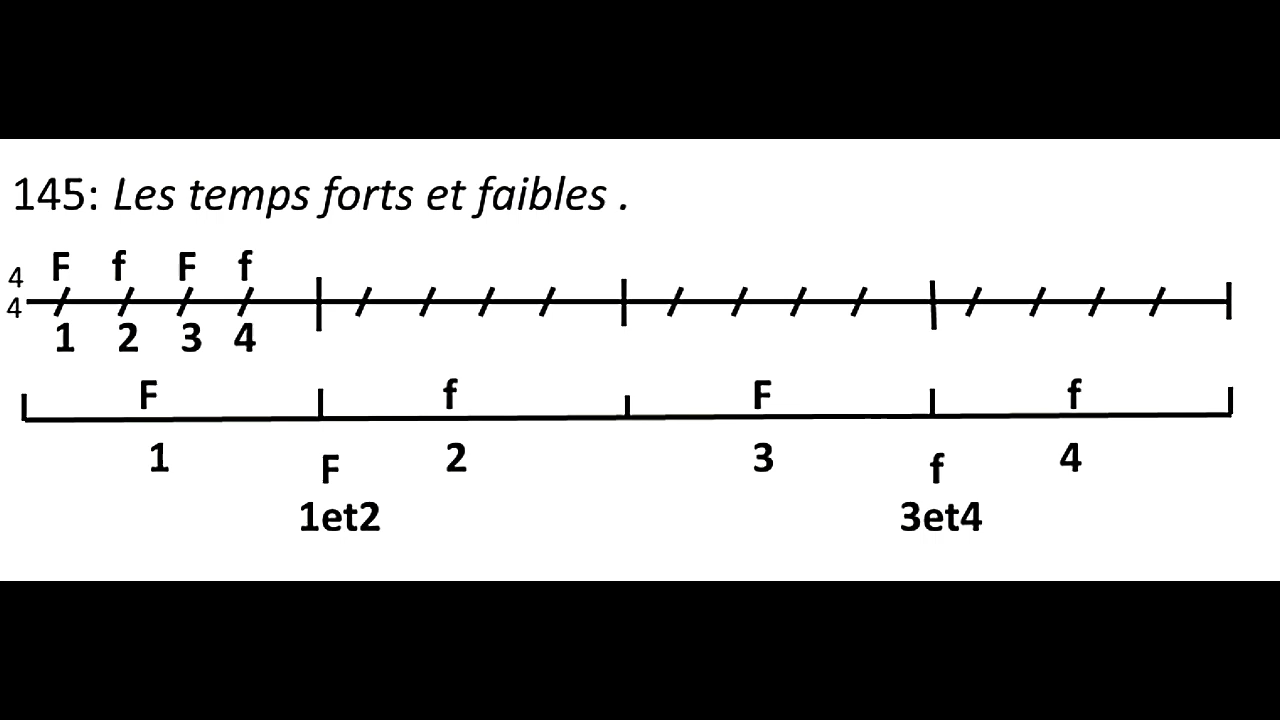 145: Les temps forts et faibles .
F f F f
4
4
1 2 3 4
F f F f
1 2 3 4
F f
1et2 3et4